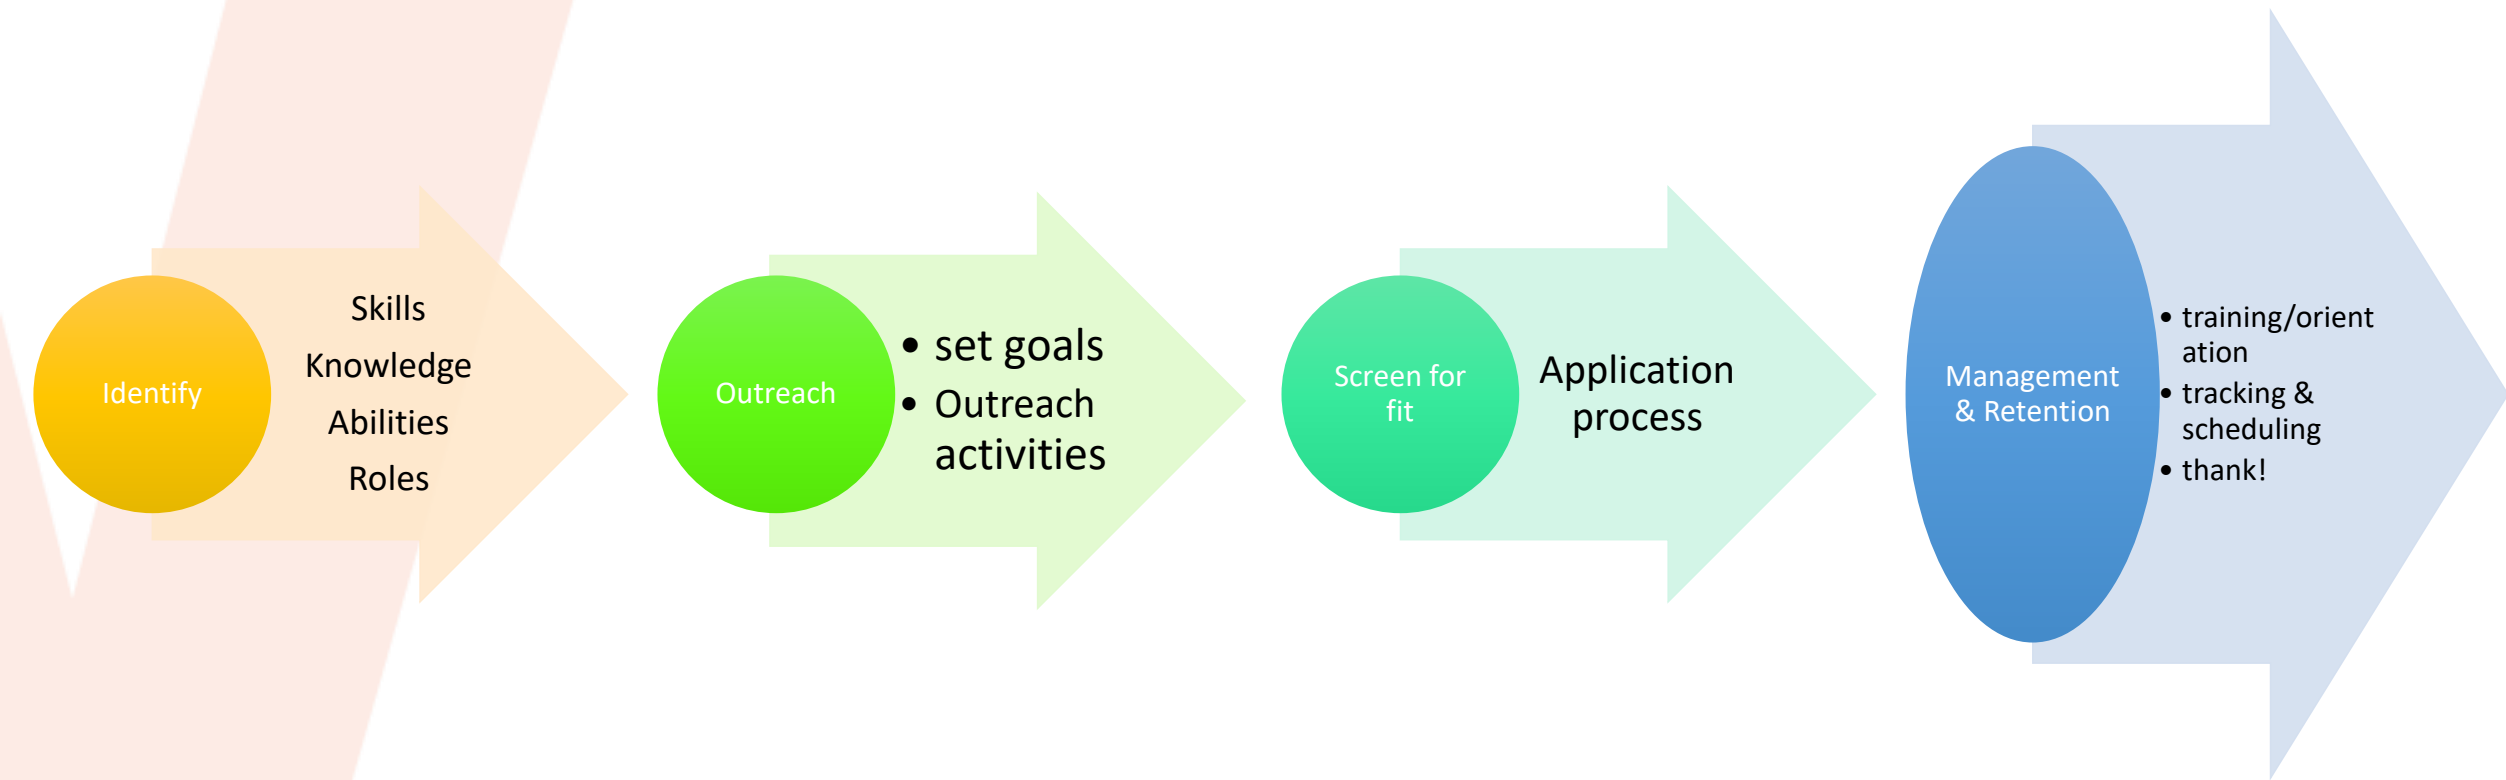 Identify
Skills
Knowledge
Abilities
Roles
Outreach
• set goals
• Outreach
activities
Screen for
fit
Application
process
Management
& Retention
• training/orient
ation
• tracking &
scheduling
• thank!